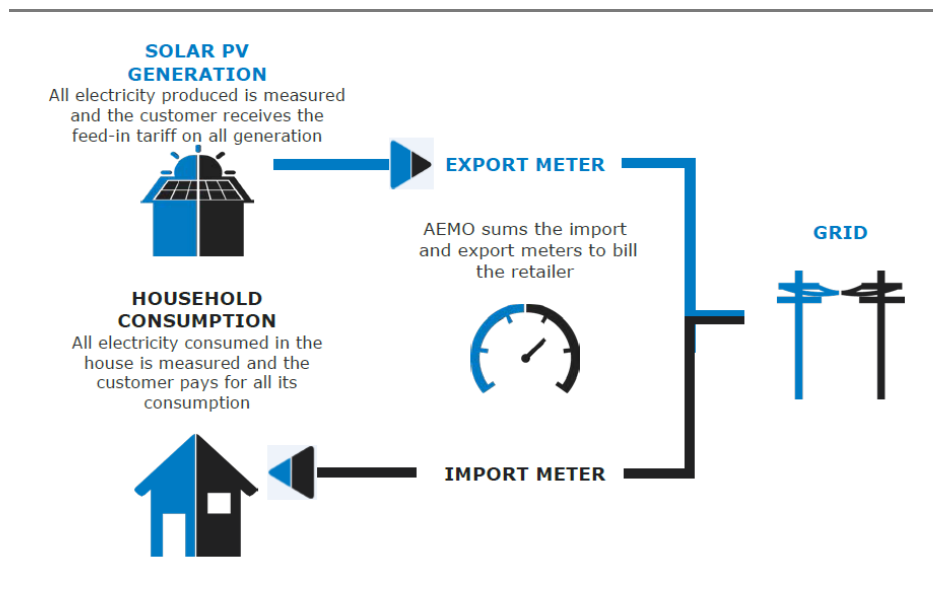 SOLAR PV
GENERATION
All electricity produced is measured
and the customer receives the
feed-in tariff on all generation
EXPORT METER
AEMO sums the import
and export meters to bill
the retailer
GRID
HOUSEHOLD
CONSUMPTION
All electricity consumed in the
house is measured and the
customer pays for all its
consumption
IMPORT METER